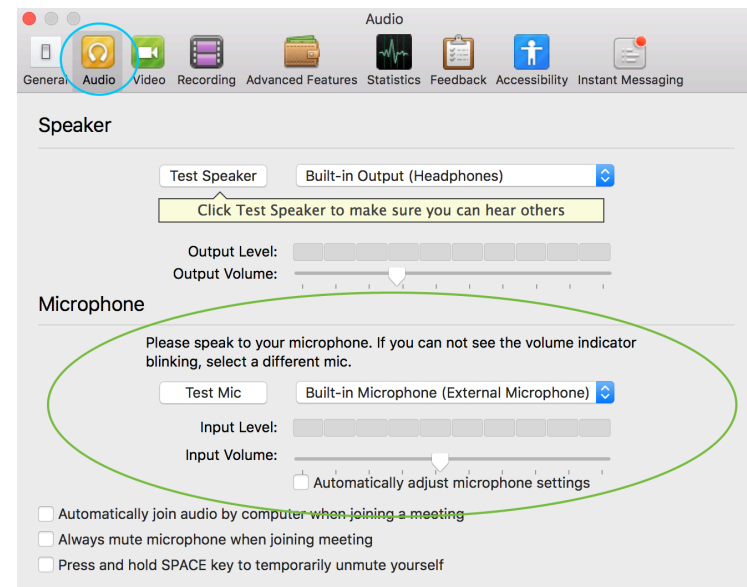 Audio
General Audio Video Recording Advanced Features Statistics Feedback Accessibility Instant Messaging
Speaker
Test Speaker Built-in Output (Headphones)
Click Test Speaker to make sure you can hear others
Output Level:
Output Volume:
Microphone
Please speak to your microphone. If you can not see the volume indicator
blinking, select a different mic.
Test Mic Built-in Microphone (External Microphone)
Input Level:
Input Volume:
Automatically adjust microphone settings
Automatically join audio by computer when joining a meeting
Always mute microphone when joining meeting
Press and hold SPACE key to temporarily unmute yourself